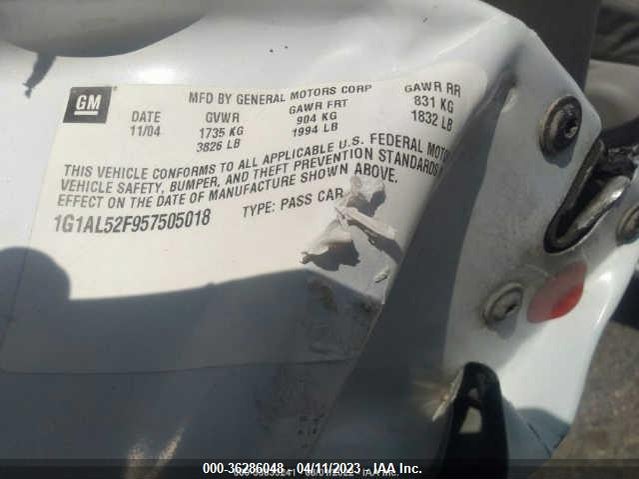 GM
MFD BY GENERAL MOTORS CORP
DATE GVWR GAWR FRT GAWR RR
11/04 1735 KG 904 KG 831 KG
3826 LB 1994 LB 1832 LB
THIS VEHICLE CONFORMS TO ALL APPLICABLE U.S. FEDERAL
VEHICLE SAFETY, BUMPER, AND THEFT PREVENTION STANDARDS
EFFECT ON THE DATE OF MANUFACTURE SHOWN ABOVE.
1G1AL52F957505018 TYPE: PASS CAR
000-36286048 - 04/11/2023 - IAA Inc.